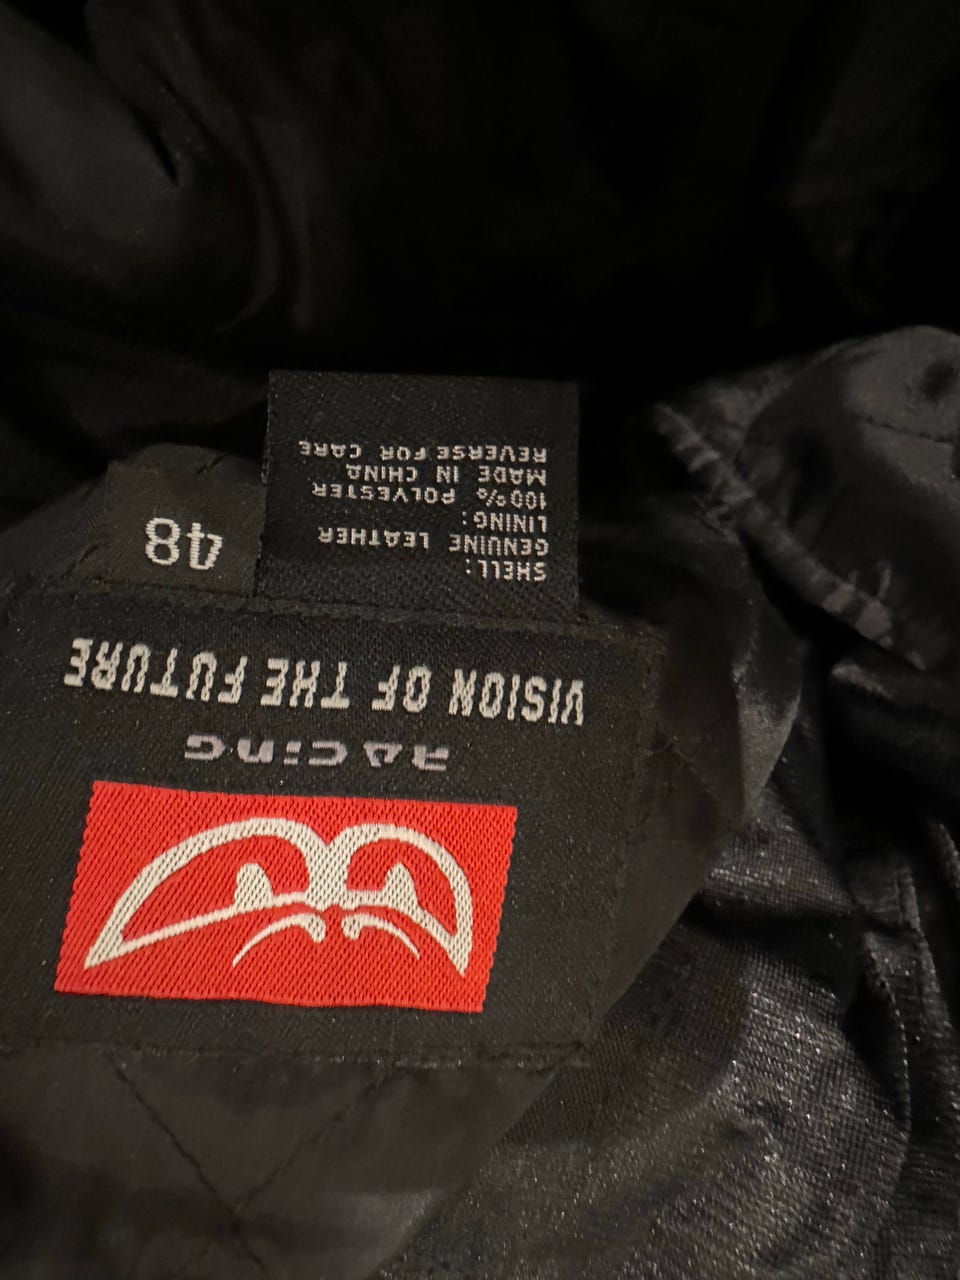 RACING
VISION OF THE FUTURE
48
SHELL:
GENUINE LEATHER
LINING:
100% POLYESTER
MADE IN CHINA
REVERSE FOR CARE